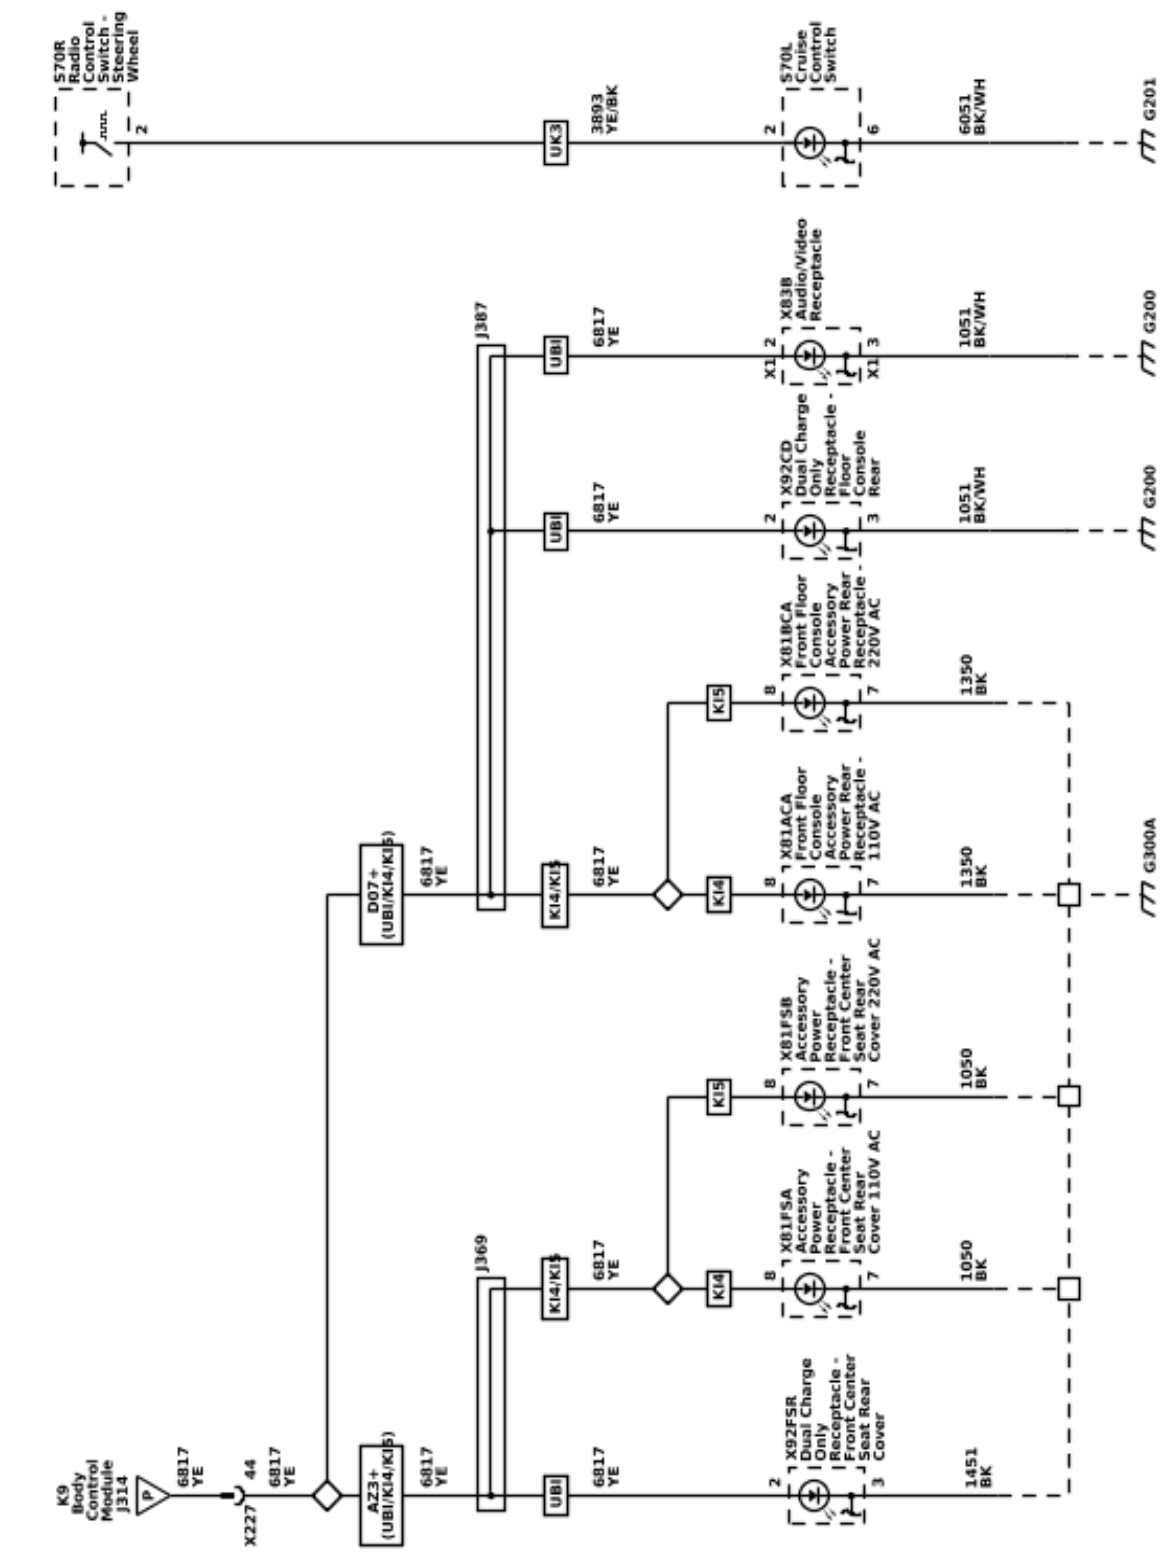 S70R
Radio
Control
Switch -
Steering
Wheel
2
UK3
3893
YE/BK
2
S70L
Cruise
Control
Switch
6
6051
BK/WH
G201
J387
UBI
6817
YE
X1
2
X83B
Audio/Video
Receptacle
X1
3
1051
BK/WH
G200
UBI
6817
YE
2
X92CD
Dual Charge
Only
Receptacle -
Floor
Console
Rear
3
1051
BK/WH
G200
KI5
8
X81BCA
Front Floor
Console
Accessory
Power Rear
Receptacle -
220V AC
7
1350
BK
D07+
(UBI/KI4/KI5)
6817
YE
KI4/KI5
6817
YE
KI4
8
X81ACA
Front Floor
Console
Accessory
Power Rear
Receptacle -
110V AC
7
1350
BK
G300A
KI5
8
X81FSB
Accessory
Power
Receptacle -
Front Center
Seat Rear
Cover 220V AC
7
1050
BK
J369
KI4/KI5
6817
YE
KI4
8
X81FSA
Accessory
Power
Receptacle -
Front Center
Seat Rear
Cover 110V AC
7
1050
BK
K9
Body
Control
Module
J314
P
6817
YE
44
X227
6817
YE
AZ3+
(UBI/KI4/KI5)
6817
YE
UBI
6817
YE
2
X92FSR
Dual Charge
Only
Receptacle -
Front Center
Seat Rear
Cover
3
1451
BK